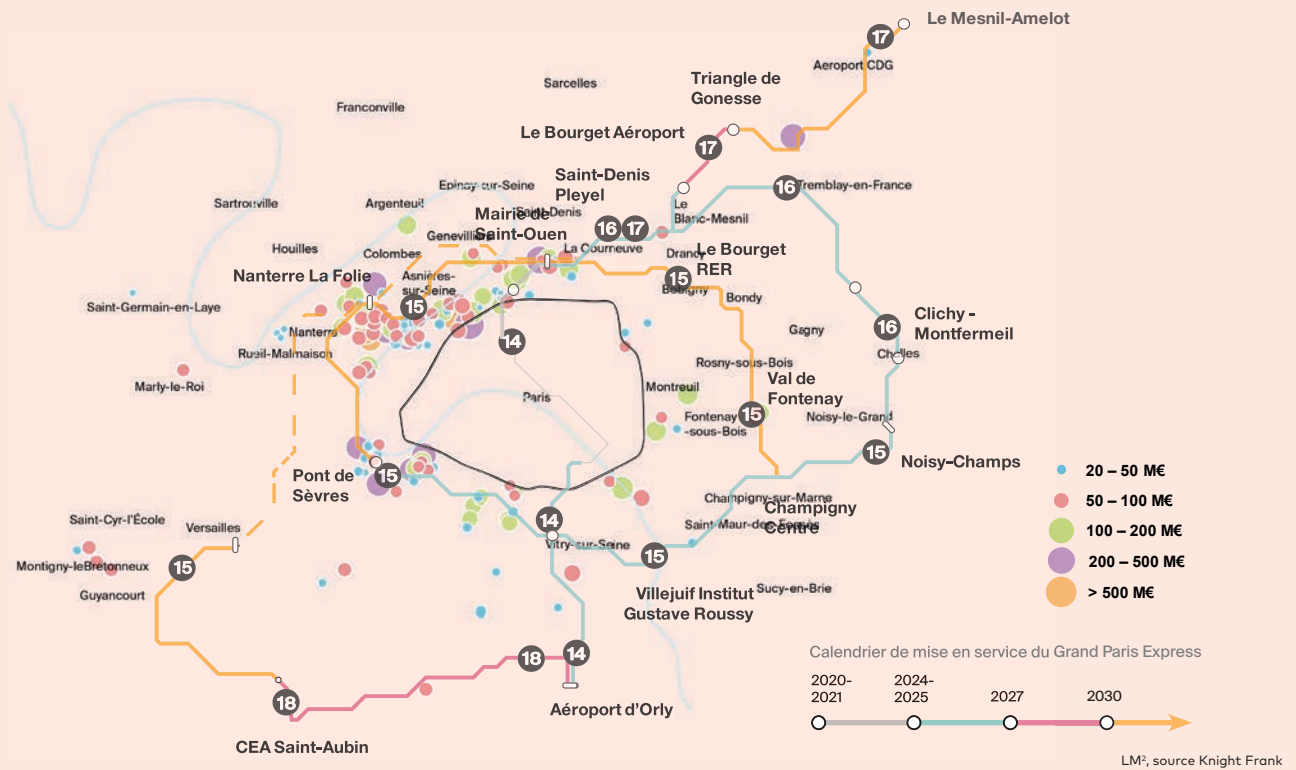 Le Mesnil-Amelot
17
Aeroport CDG
Triangle de
Gonesse
Sarcelles
Franconville
Le Bourget Aéroport
17
Saint-Denis
Pleyel
Epinay-sur-Seine
16
Tremblay-en-France
Sartrouville
Argenteuil
Le
Blanc-Mesnil
Saint-Denis
Mairie de
Saint-Ouen
16
17
Genevilliers
La Courneuve
Houilles
Colombes
Drancy
Le Bourget
RER
Nanterre La Folie
Asnières-
sur-Seine
15
Bobigny
Bondy
Saint-Germain-en-Laye
15
Clichy -
Montfermeil
16
Nanterre
Gagny
14
Rueil-Malmaison
Chelles
Rosny-sous-Bois
Marly-le-Roi
Montreuil
Val de
Fontenay
Paris
15
Fontenay
-sous-Bois
Noisy-le-Grand
15
Noisy-Champs
Pont de
Sèvres
15
Champigny-sur-Marne
Champigny
Centre
Saint-Cyr-l'École
Versailles
14
Saint-Maur-des-Fossés
Vitry-sur-Seine
15
Montigny-leBretonneux
15
Guyancourt
Villejuif Institut
Gustave Roussy
Sucy-en-Brie
18
14
18
Aéroport d'Orly
CEA Saint-Aubin
20 – 50 M€
50 – 100 M€
100 – 200 M€
200 – 500 M€
> 500 M€
Calendrier de mise en service du Grand Paris Express
2020-
2021
2024-
2025
2027
2030
LM², source Knight Frank